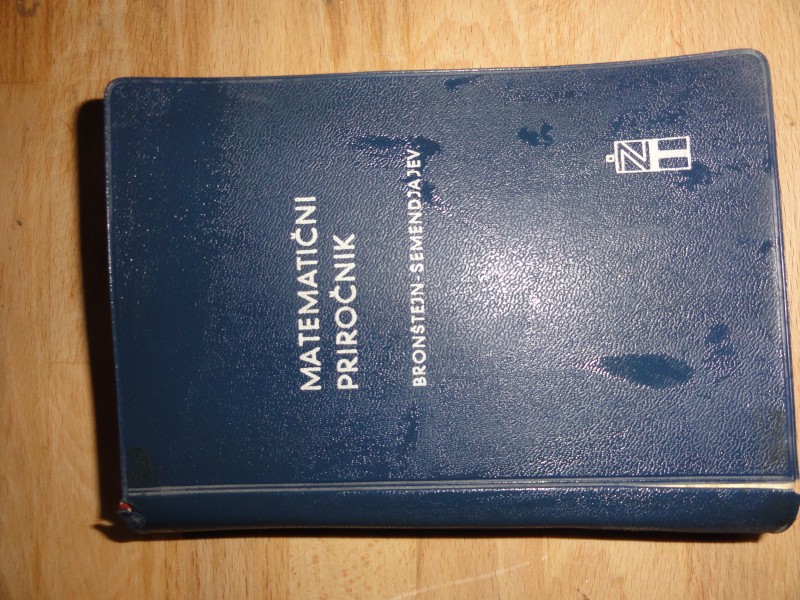 MATEMATIČNI
PRIROČNIK
BRONŠTEJN-SEMENDJAJEV